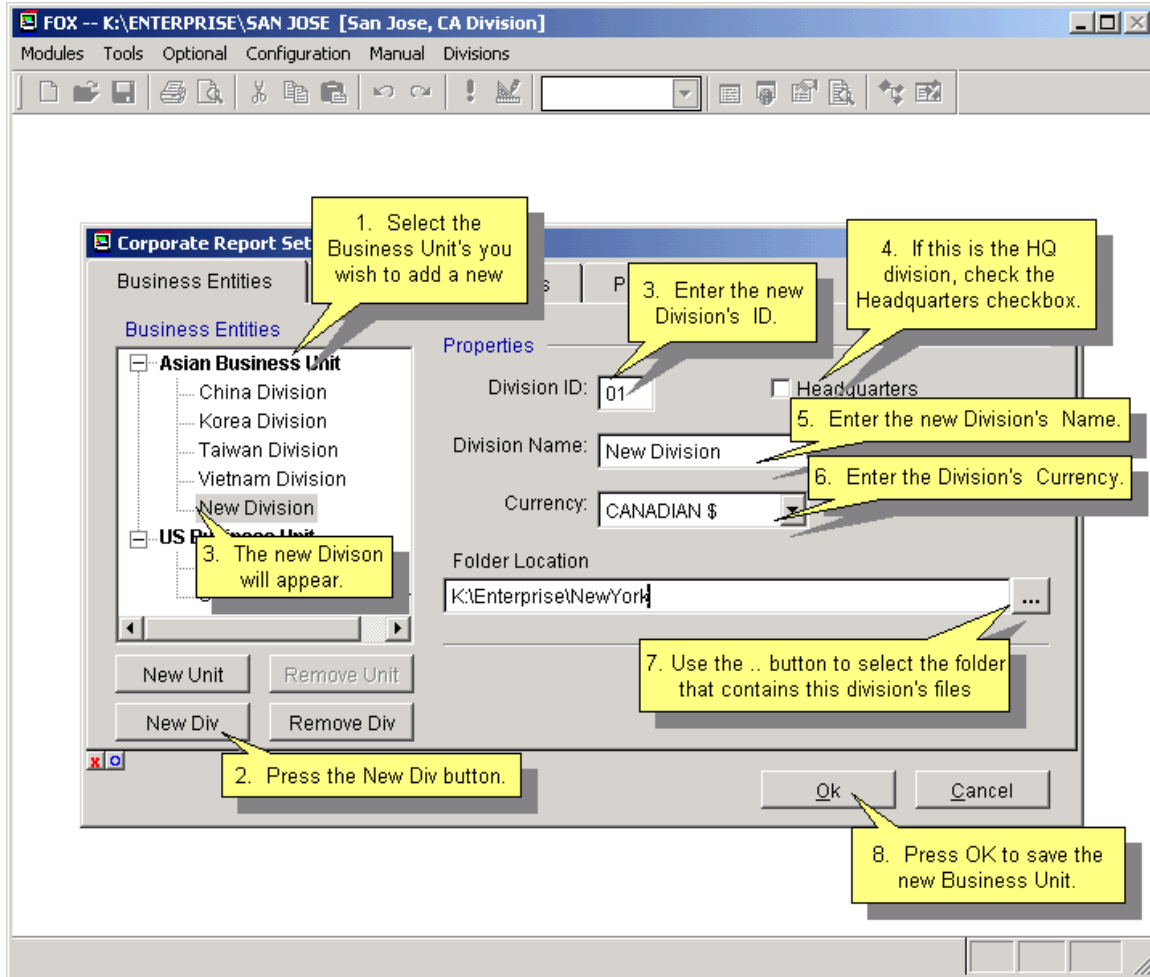 FOX -- K:\ENTERPRISE\SAN JOSE [San Jose, CA Division]
Modules Tools Optional Configuration Manual Divisions
1. Select the
Business Unit's you
wish to add a new
Corporate Report Set
4. If this is the HQ
division, check the
Headquarters checkbox.
Business Entities
s
P
3. Enter the new
Division's ID.
Business Entities
Properties
Asian Business Unit
China Division
Korea Division
Taiwan Division
Vietnam Division
New Division
US Business Unit
3. The new Divison
will appear.
Division ID: 01
Headquarters
5. Enter the new Division's Name.
Division Name: New Division
6. Enter the Division's Currency.
Currency: CANADIAN $
Folder Location
K:\Enterprise\NewYork
...
7. Use the .. button to select the folder
that contains this division's files
New Unit Remove Unit
New Div Remove Div
x o
2. Press the New Div button.
Ok Cancel
8. Press OK to save the
new Business Unit.